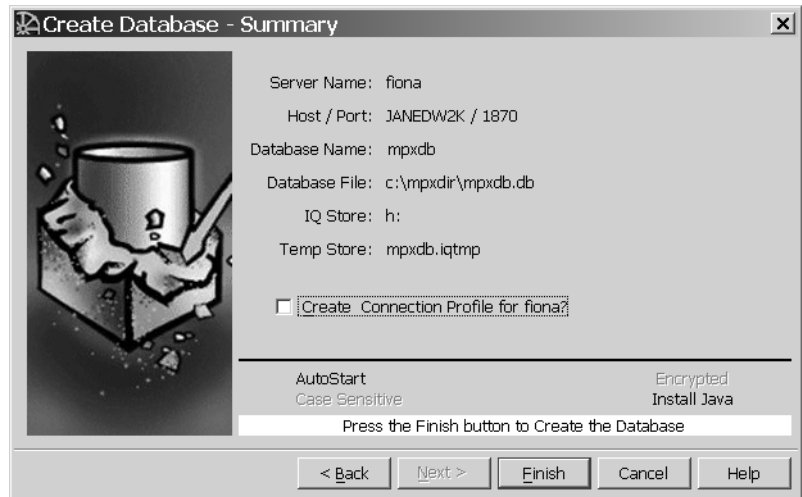 Create Database - Summary
Server Name: fiona
Host / Port: JANEDW2K / 1870
Database Name: mpxdb
Database File: c:\mpxdir\mpxdb.db
IQ Store: h:
Temp Store: mpxdb.iqtmp
Create Connection Profile for fiona?
AutoStart Encrypted
Case Sensitive Install Java
Press the Finish button to Create the Database
< Back Next > Finish Cancel Help